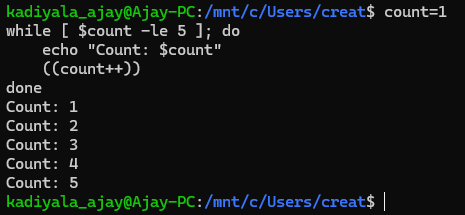 kadiyala_ajay@Ajay-PC:/mnt/c/Users/creat$ count=1
while [ $count -le 5 ]; do
    echo "Count: $count"
    ((count++))
done
Count: 1
Count: 2
Count: 3
Count: 4
Count: 5
kadiyala_ajay@Ajay-PC:/mnt/c/Users/creat$